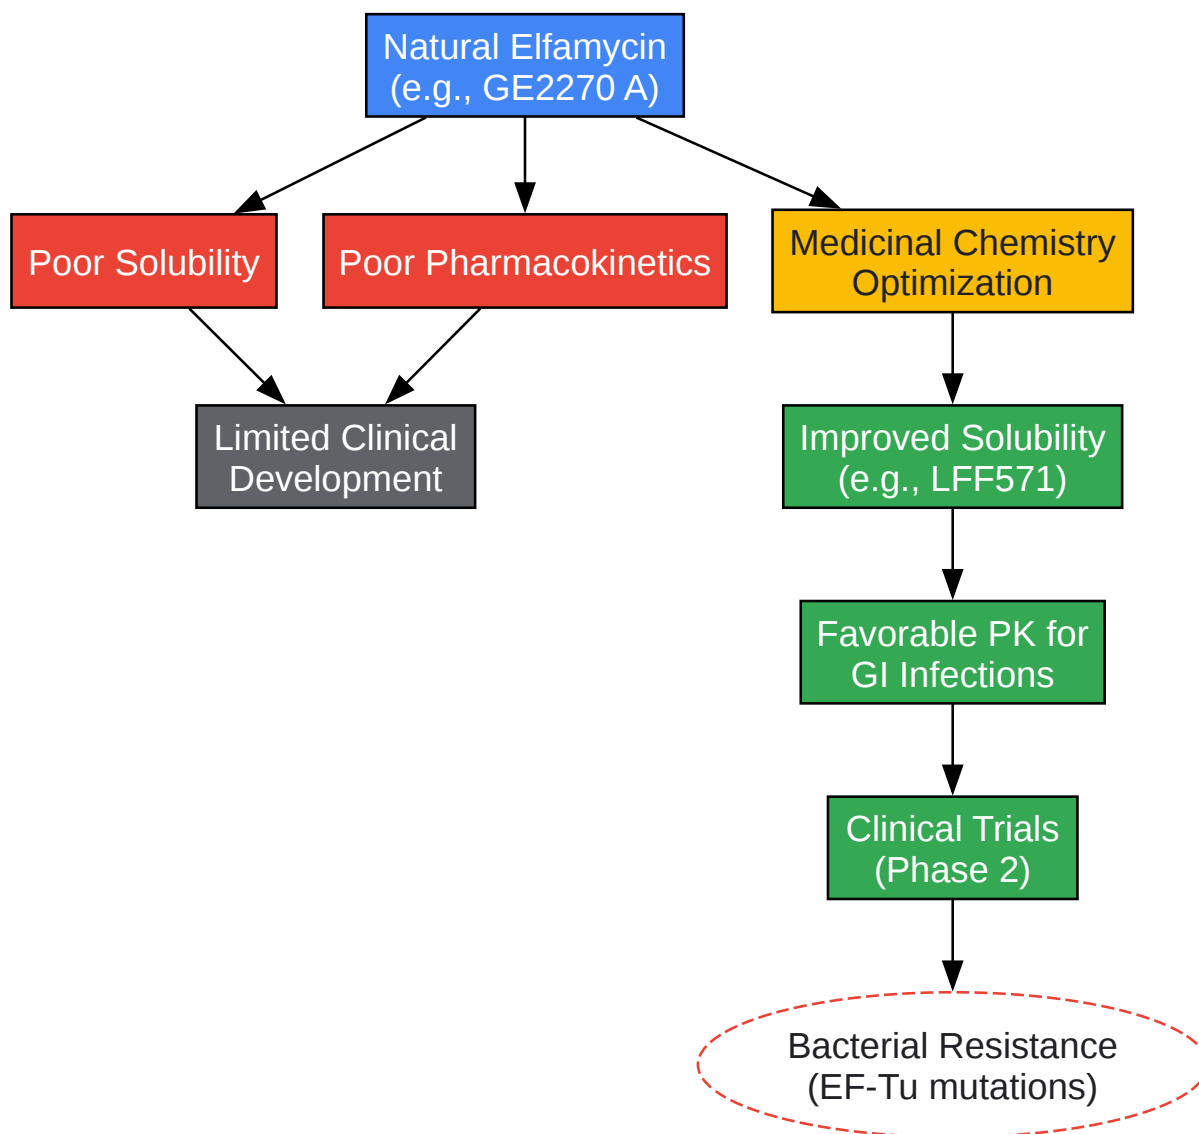 Natural Elfamycin
(e.g., GE2270 A)
Poor Solubility
Poor Pharmacokinetics
Medicinal Chemistry
Optimization
Limited Clinical
Development
Improved Solubility
(e.g., LFF571)
Favorable PK for
GI Infections
Clinical Trials
(Phase 2)
Bacterial Resistance
(EF-Tu mutations)